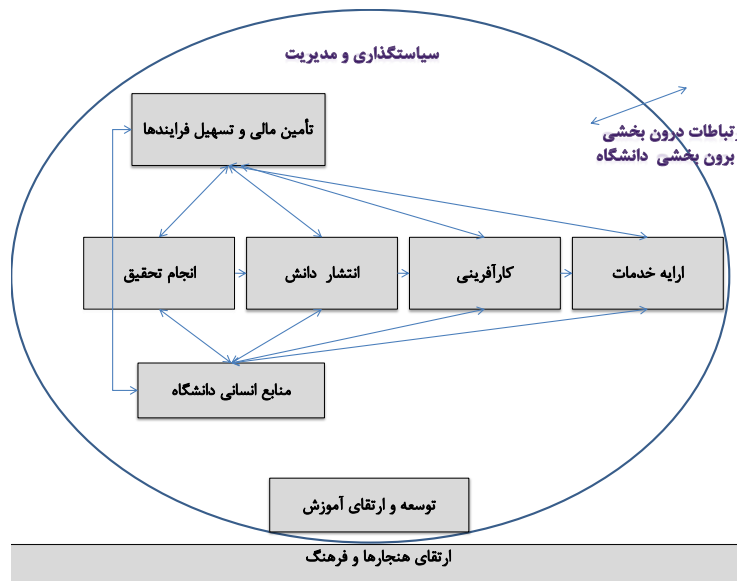 سیاستگذاری و مدیریت
تأمین مالی و تسهیل فرایندها
رتباطات درون بخشی
برون بخشی دانشگاه
ارایه خدمات
کارآفرینی
انتشار دانش
انجام تحقیق
منابع انسانی دانشگاه
توسعه و ارتقای آموزش
ارتقای هنجارها و فرهنگ